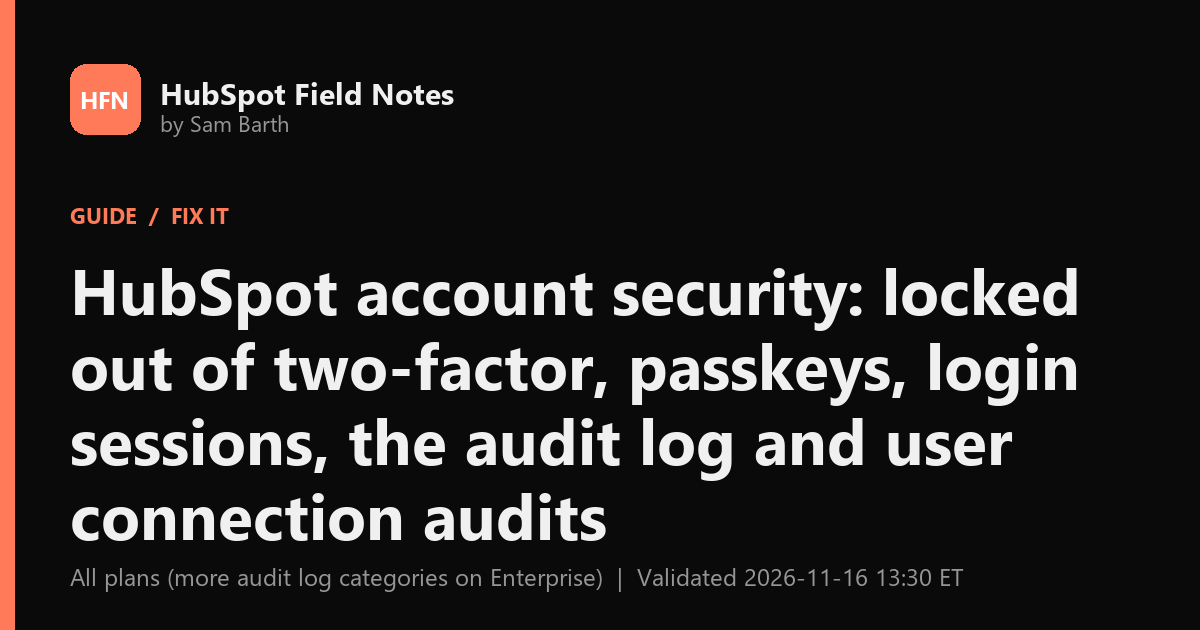 HFN
HubSpot Field Notes
by Sam Barth
GUIDE / FIX IT
HubSpot account security: locked
out of two-factor, passkeys, login
sessions, the audit log and user
connection audits
All plans (more audit log categories on Enterprise) | Validated 2026-11-16 13:30 ET